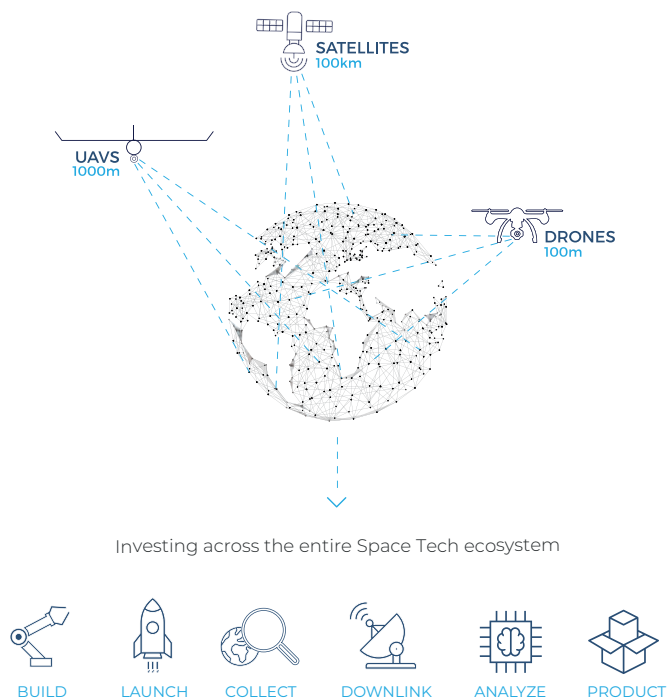 SATELLITES
100km
UAVS
1000m
DRONES
100m
Investing across the entire Space Tech ecosystem
BUILD
LAUNCH
COLLECT
DOWNLINK
ANALYZE
PRODUCT